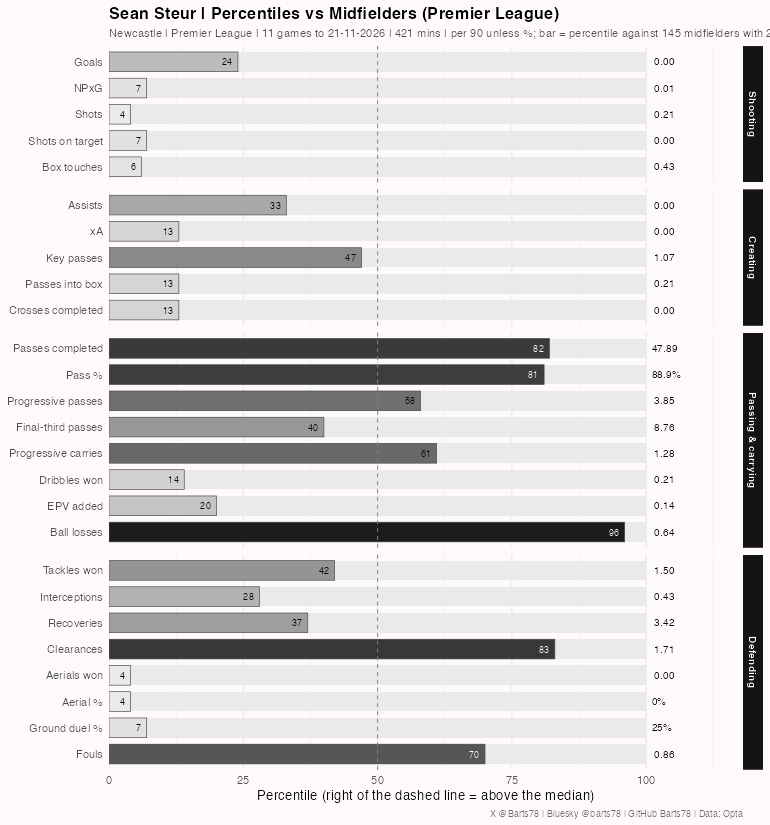 Sean Steur | Percentiles vs Midfielders (Premier League)
Newcastle | Premier League | 11 games to 21-11-2026 | 421 mins | per 90 unless %; bar = percentile against 145 midfielders with 2
Shooting
Goals 24 0.00
NPxG 7 0.01
Shots 4 0.21
Shots on target 7 0.00
Box touches 6 0.43
Creating
Assists 33 0.00
xA 13 0.00
Key passes 47 1.07
Passes into box 13 0.21
Crosses completed 13 0.00
Passing & carrying
Passes completed 82 47.89
Pass % 81 88.9%
Progressive passes 58 3.85
Final-third passes 40 8.76
Progressive carries 61 1.28
Dribbles won 14 0.21
EPV added 20 0.14
Ball losses 96 0.64
Defending
Tackles won 42 1.50
Interceptions 28 0.43
Recoveries 37 3.42
Clearances 83 1.71
Aerials won 4 0.00
Aerial % 4 0%
Ground duel % 7 25%
Fouls 70 0.86
0 25 50 75 100
Percentile (right of the dashed line = above the median)
X @Barts78 | Bluesky @barts78 | GitHub Barts78 | Data: Opta